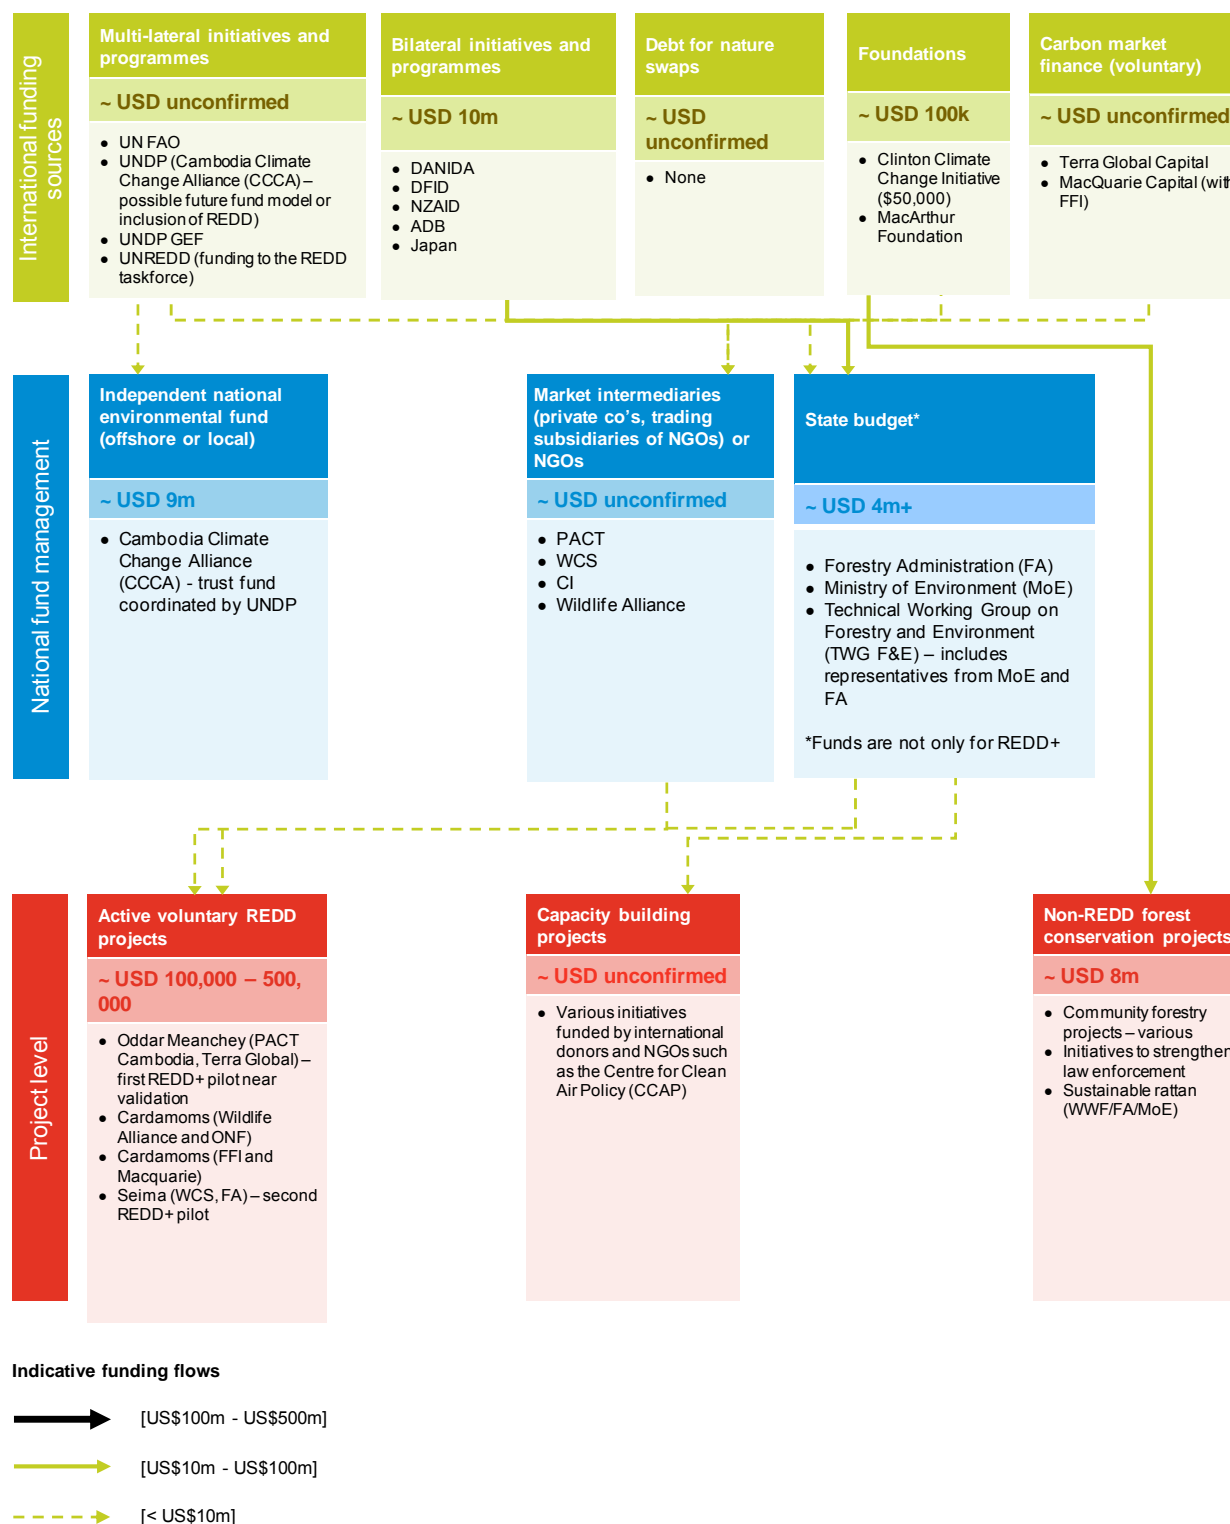 International funding
sources
Multi-lateral initiatives and
programmes
~ USD unconfirmed
● UN FAO
● UNDP (Cambodia Climate
Change Alliance (CCCA) –
possible future fund model or
inclusion of REDD)
● UNDP GEF
● UNREDD (funding to the REDD
taskforce)
Bilateral initiatives and
programmes
~ USD 10m
● DANIDA
● DFID
● NZAID
● ADB
● Japan
Debt for nature
swaps
~ USD
unconfirmed
● None
Foundations
~ USD 100k
● Clinton Climate
Change Initiative
($50,000)
● MacArthur
Foundation
Carbon market
finance (voluntary)
~ USD unconfirmed
● Terra Global Capital
● MacQuarie Capital (with
FFI)
National fund management
Independent national
environmental fund
(offshore or local)
~ USD 9m
● Cambodia Climate
Change Alliance
(CCCA) - trust fund
coordinated by UNDP
Market intermediaries
(private co's, trading
subsidiaries of NGOs) or
NGOs
~ USD unconfirmed
● PACT
● WCS
● CI
● Wildlife Alliance
State budget*
~ USD 4m+
● Forestry Administration (FA)
● Ministry of Environment (MoE)
● Technical Working Group on
Forestry and Environment
(TWG F&E) – includes
representatives from MoE and
FA
*Funds are not only for REDD+
Project level
Active voluntary REDD
projects
~ USD 100,000 – 500,
000
● Oddar Meanchey (PACT
Cambodia, Terra Global) –
first REDD+ pilot near
validation
● Cardamoms (Wildlife
Alliance and ONF)
● Cardamoms (FFI and
Macquarie)
● Seima (WCS, FA) – second
REDD+ pilot
Capacity building
projects
~ USD unconfirmed
● Various initiatives
funded by international
donors and NGOs such
as the Centre for Clean
Air Policy (CCAP)
Non-REDD forest
conservation projects
~ USD 8m
● Community forestry
projects – various
● Initiatives to strengthen
law enforcement
● Sustainable rattan
(WWF/FA/MoE)
Indicative funding flows
[US$100m - US$500m]
[US$10m - US$100m]
[< US$10m]